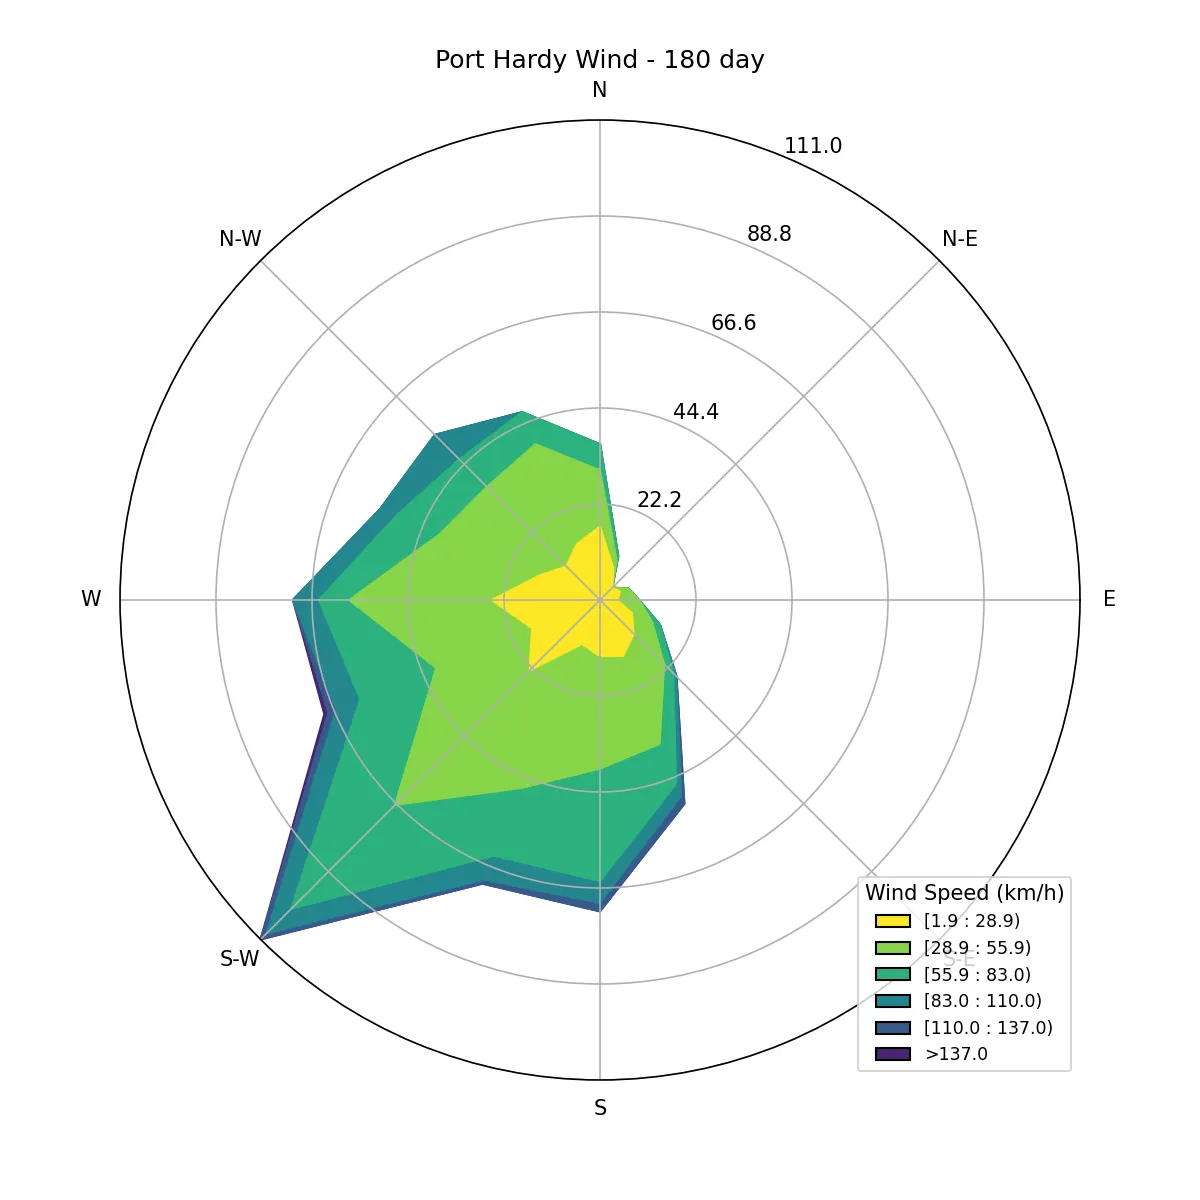 Port Hardy Wind - 180 day
N
111.0
N-W
88.8
N-E
66.6
44.4
22.2
W
E
S-W
S-E
Wind Speed (km/h)
[1.9 : 28.9)
[28.9 : 55.9)
[55.9 : 83.0)
[83.0 : 110.0)
[110.0 : 137.0)
>137.0
S